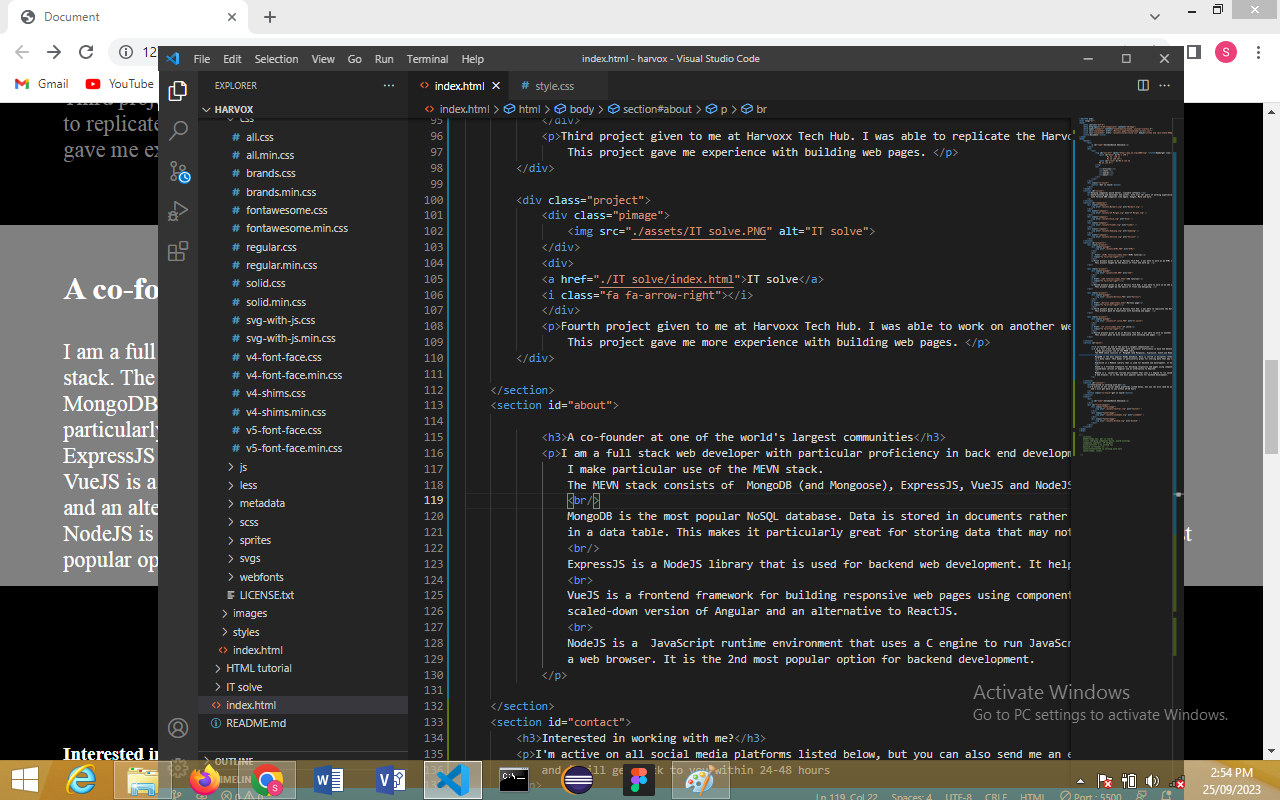 Document
12
S
Gmail
YouTube
File Edit Selection View Go Run Terminal Help
index.html - harvox - Visual Studio Code
EXPLORER
HARVOX
css
all.css
all.min.css
brands.css
brands.min.css
fontawesome.css
fontawesome.min.css
regular.css
regular.min.css
solid.css
solid.min.css
svg-with-js.css
svg-with-js.min.css
v4-font-face.css
v4-font-face.min.css
v4-shims.css
v4-shims.min.css
v5-font-face.css
v5-font-face.min.css
js
less
metadata
scss
sprites
svgs
webfonts
LICENSE.txt
images
styles
index.html
HTML tutorial
IT solve
index.html
README.md
OUTLINE
TIMELIN
index.html
style.css
index.html > html > body > section#about > p > br
95 </div>
96 <p>Third project given to me at Harvoxx Tech Hub. I was able to replicate the Harvo
97 This project gave me experience with building web pages. </p>
98 </div>
99
100 <div class="project">
101 <div class="pimage">
102 <img src="./assets/IT solve.PNG" alt="IT solve">
103 </div>
104 <div>
105 <a href="./IT solve/index.html">IT solve</a>
106 <i class="fa fa-arrow-right"></i>
107 </div>
108 <p>Fourth project given to me at Harvoxx Tech Hub. I was able to work on another we
109 This project gave me more experience with building web pages. </p>
110 </div>
111
112 </section>
113 <section id="about">
114
115 <h3>A co-founder at one of the world's largest communities</h3>
116 <p>I am a full stack web developer with particular proficiency in back end develop
117 I make particular use of the MEVN stack.
118 The MEVN stack consists of  MongoDB (and Mongoose), ExpressJS, VueJS and NodeJS
119 <br/>
120 MongoDB is the most popular NoSQL database. Data is stored in documents rather
121 in a data table. This makes it particularly great for storing data that may not
122 <br/>
123 ExpressJS is a NodeJS library that is used for backend web development. It help
124 <br>
125 VueJS is a frontend framework for building responsive web pages using component
126 scaled-down version of Angular and an alternative to ReactJS.
127 <br>
128 NodeJS is a  JavaScript runtime environment that uses a C engine to run JavaScr
129 a web browser. It is the 2nd most popular option for backend development.
130 </p>
131
132 </section>
133 <section id="contact">
134 <h3>Interested in working with me?</h3>
135 <p>I'm active on all social media platforms listed below, but you can also send me an e
136 and I will get back to you within 24-48 hours
to replicate
gave me ex
A co-fo
I am a full
stack. The
MongoDB
particularly
ExpressJS
VueJS is a
and an alte
NodeJS is
popular op
st
Interested in
Activate Windows
Go to PC settings to activate Windows.
Ln 119, Col 22 Spaces: 4 UTF-8 CRLF HTML Port : 5500
2:54 PM
25/09/2023